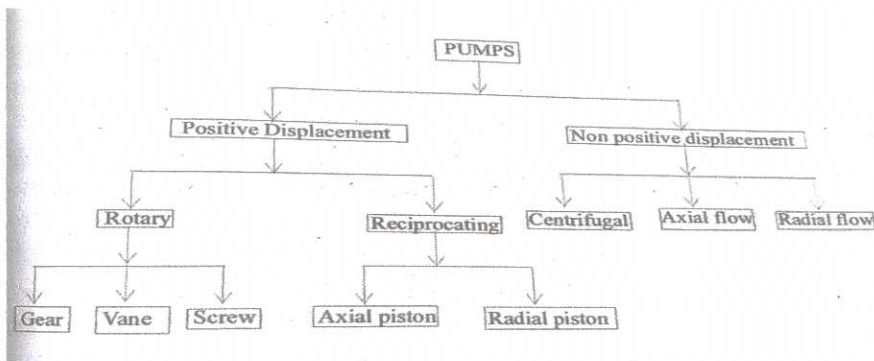 PUMPS
Positive Displacement
Non positive displacement
Rotary
Reciprocating
Centrifugal
Axial flow
Radial flow
Gear
Vane
Screw
Axial piston
Radial piston